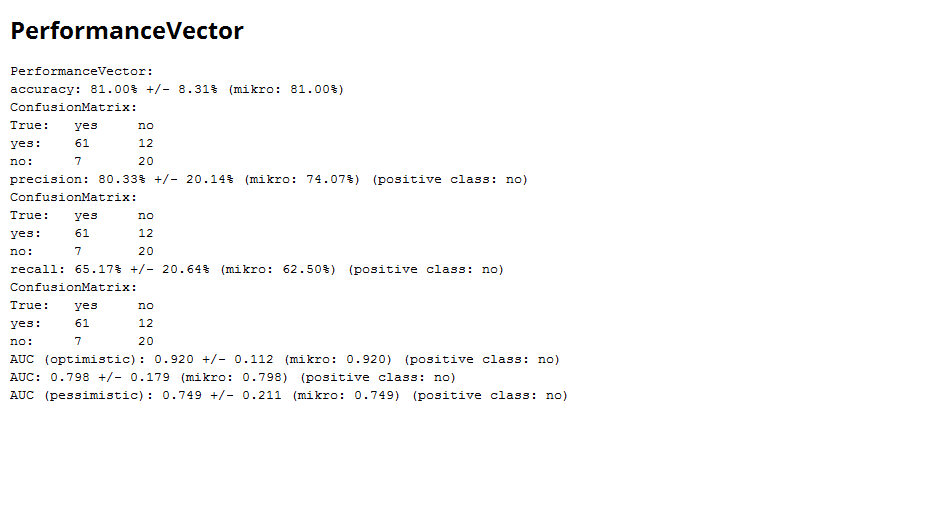 PerformanceVector
PerformanceVector:
accuracy: 81.00% +/- 8.31% (mikro: 81.00%)
ConfusionMatrix:
True: yes no
yes: 61 12
no: 7 20
precision: 80.33% +/- 20.14% (mikro: 74.07%) (positive class: no)
ConfusionMatrix:
True: yes no
yes: 61 12
no: 7 20
recall: 65.17% +/- 20.64% (mikro: 62.50%) (positive class: no)
ConfusionMatrix:
True: yes no
yes: 61 12
no: 7 20
AUC (optimistic): 0.920 +/- 0.112 (mikro: 0.920) (positive class: no)
AUC: 0.798 +/- 0.179 (mikro: 0.798) (positive class: no)
AUC (pessimistic): 0.749 +/- 0.211 (mikro: 0.749) (positive class: no)